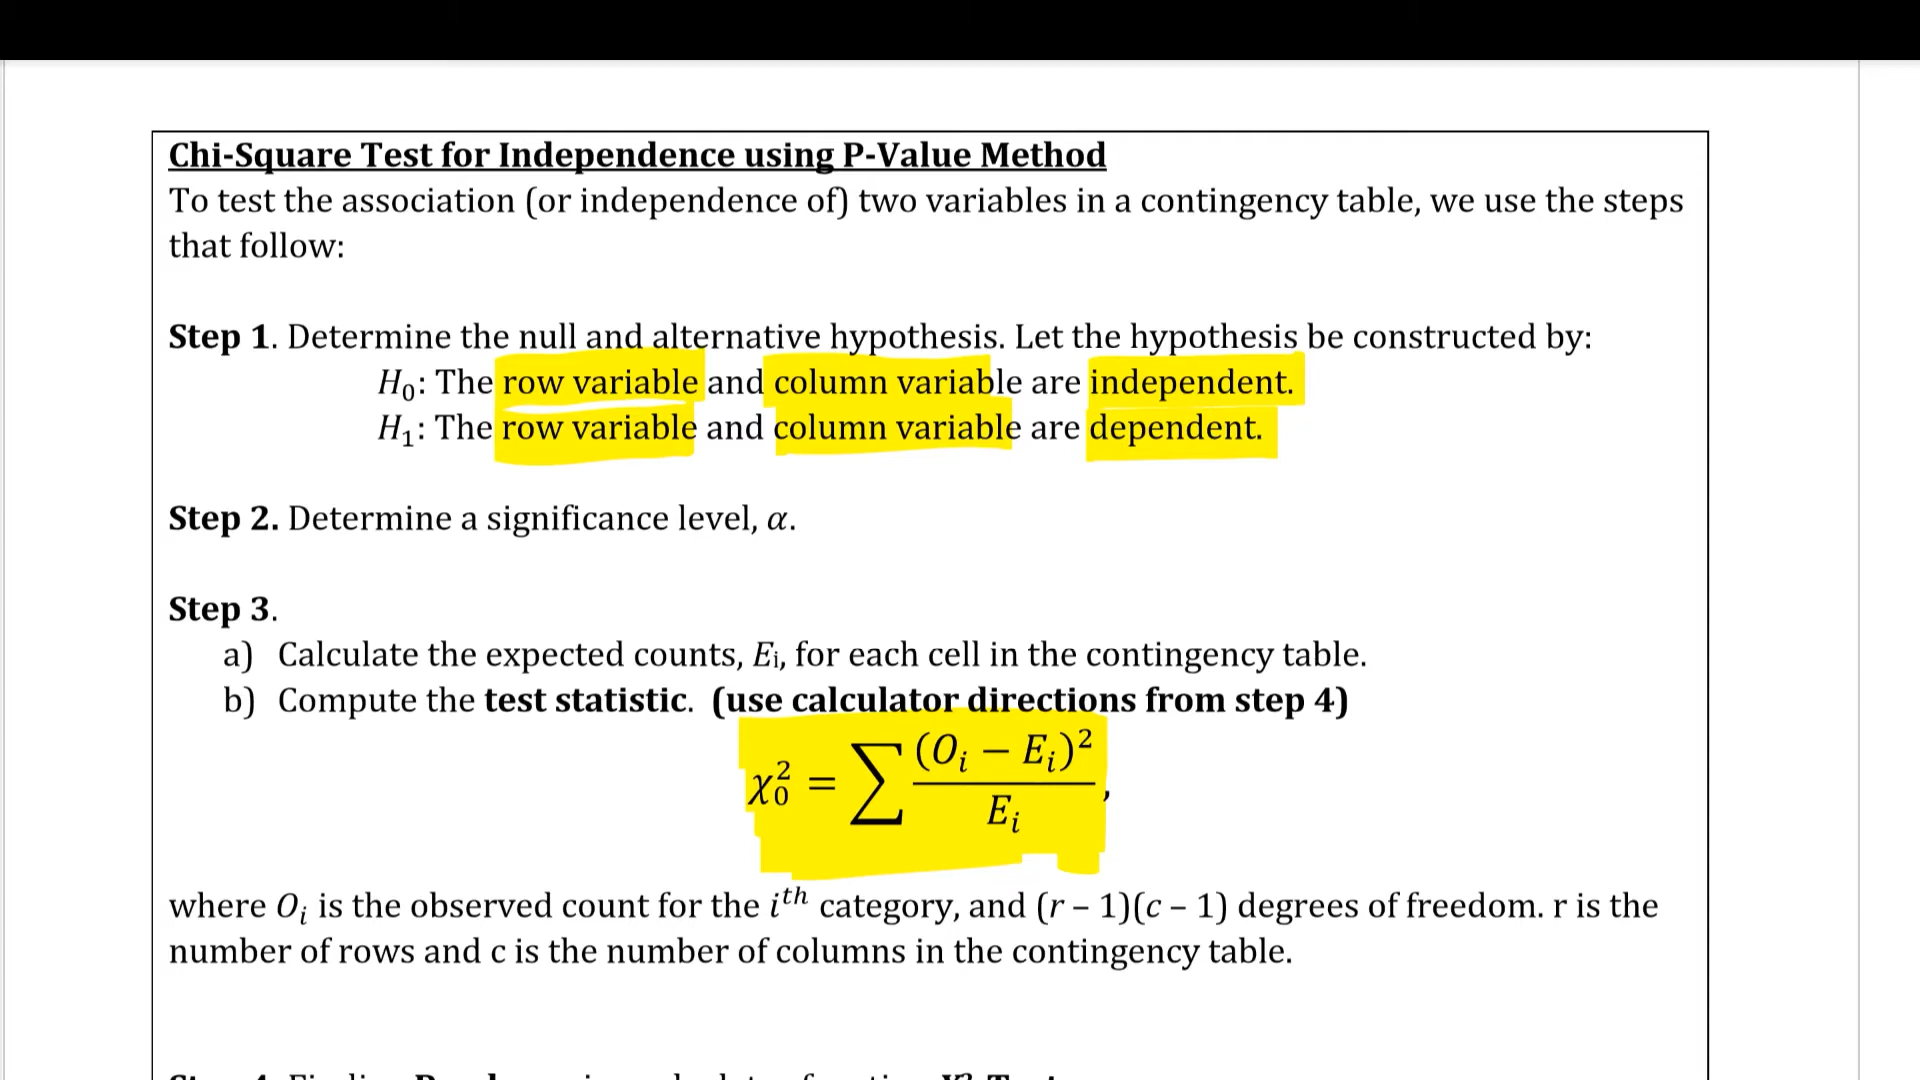 Chi-Square Test for Independence using P-Value Method
To test the association (or independence of) two variables in a contingency table, we use the steps
that follow:
Step 1. Determine the null and alternative hypothesis. Let the hypothesis be constructed by:
H₀: The row variable and column variable are independent.
H₁: The row variable and column variable are dependent.
Step 2. Determine a significance level, α.
Step 3.
a) Calculate the expected counts, Eᵢ, for each cell in the contingency table.
b) Compute the test statistic. (use calculator directions from step 4)
χ₀² = ∑ (Oᵢ − Eᵢ)² / Eᵢ,
where Oᵢ is the observed count for the iᵗʰ category, and (r – 1)(c – 1) degrees of freedom. r is the
number of rows and c is the number of columns in the contingency table.